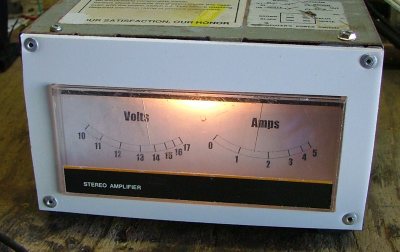 OUR SATISFACTION, OUR HONOR
Volts
Amps
10 11 12 13 14 15 16 17
0 1 2 3 4 5
STEREO AMPLIFIER